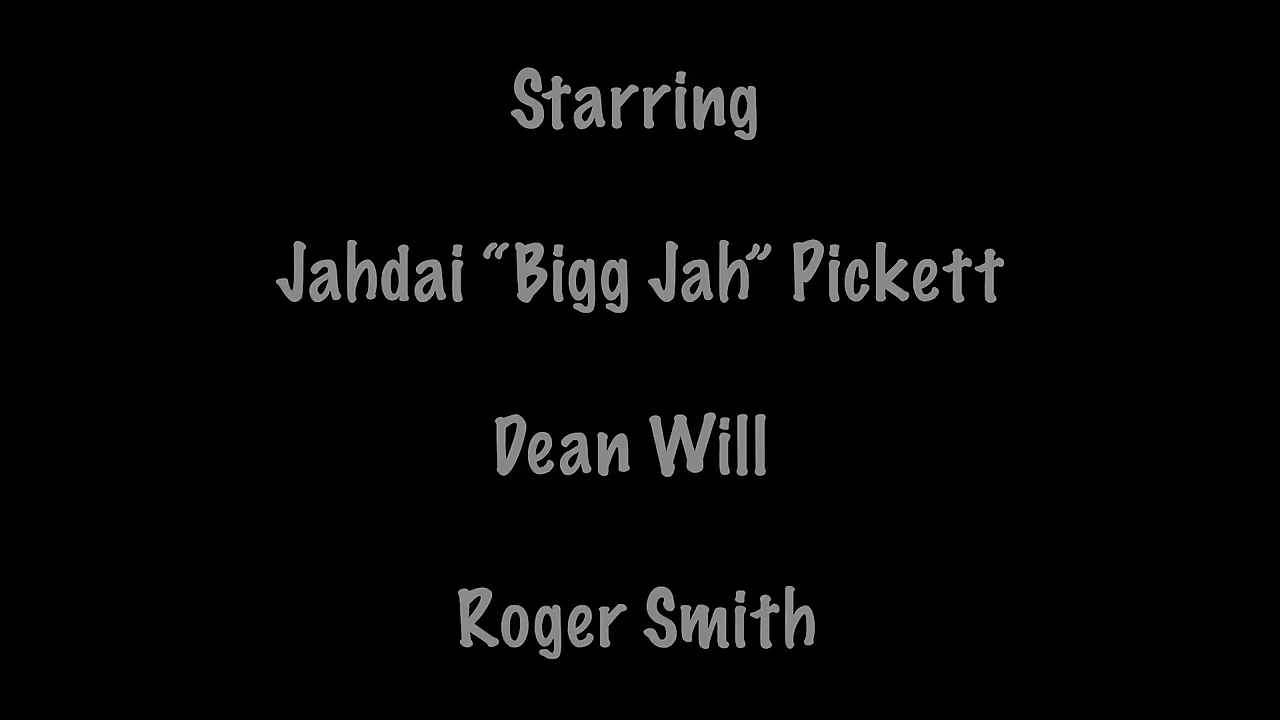 Starring
Jahdai “Bigg Jah” Pickett
Dean Will
Roger Smith